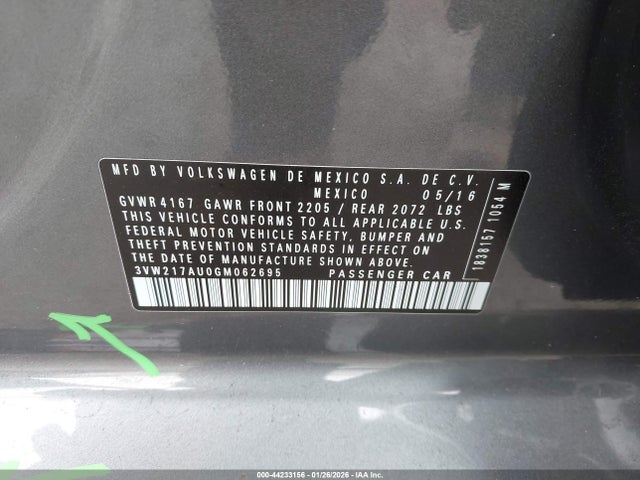 MFD BY VOLKSWAGEN DE MEXICO S.A. DE C.V.
MEXICO 05/16
GVWR 4167 GAWR FRONT 2205 / REAR 2072 LBS
THIS VEHICLE CONFORMS TO ALL APPLICABLE U.S.
FEDERAL MOTOR VEHICLE SAFETY, BUMPER AND
THEFT PREVENTION STANDARDS IN EFFECT ON
THE DATE OF MANUFACTURE SHOWN ABOVE
3VW217AU0GM062695 PASSENGER CAR
1838157 1054 M
000-44233156 - 01/26/2026 - IAAI.CA